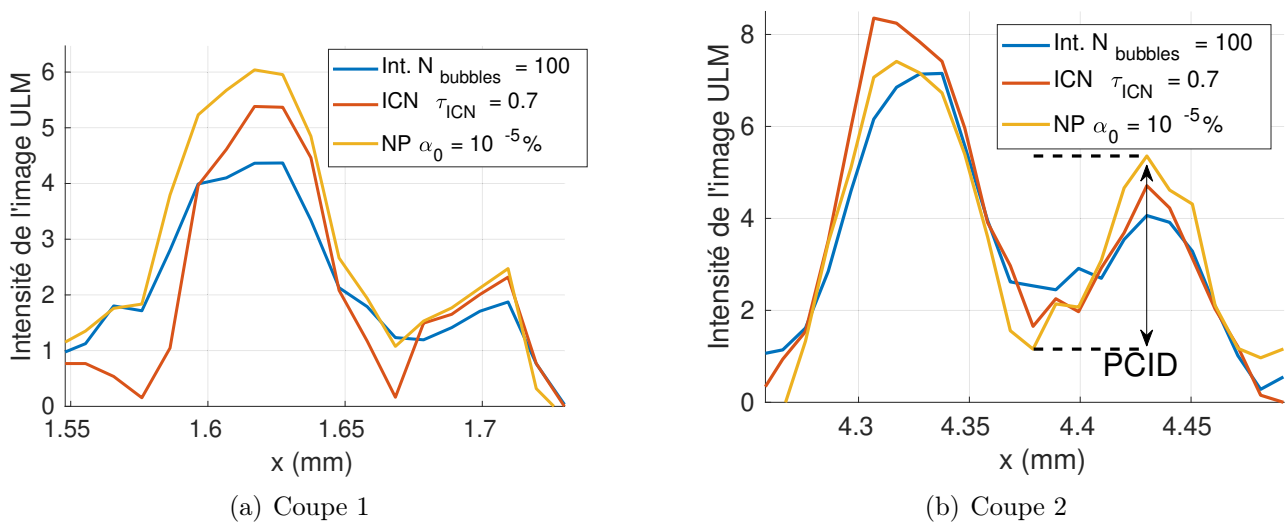 Intensité de l'image ULM
6
5
4
3
2
1
0
1.55
1.6
1.65
1.7
x (mm)
Int. N bubbles = 100
ICN τICN = 0.7
NP α0 = 10 -5%
(a) Coupe 1
Intensité de l'image ULM
8
6
4
2
0
4.3
4.35
4.4
4.45
x (mm)
Int. N bubbles = 100
ICN τICN = 0.7
NP α0 = 10 -5%
PCID
(b) Coupe 2